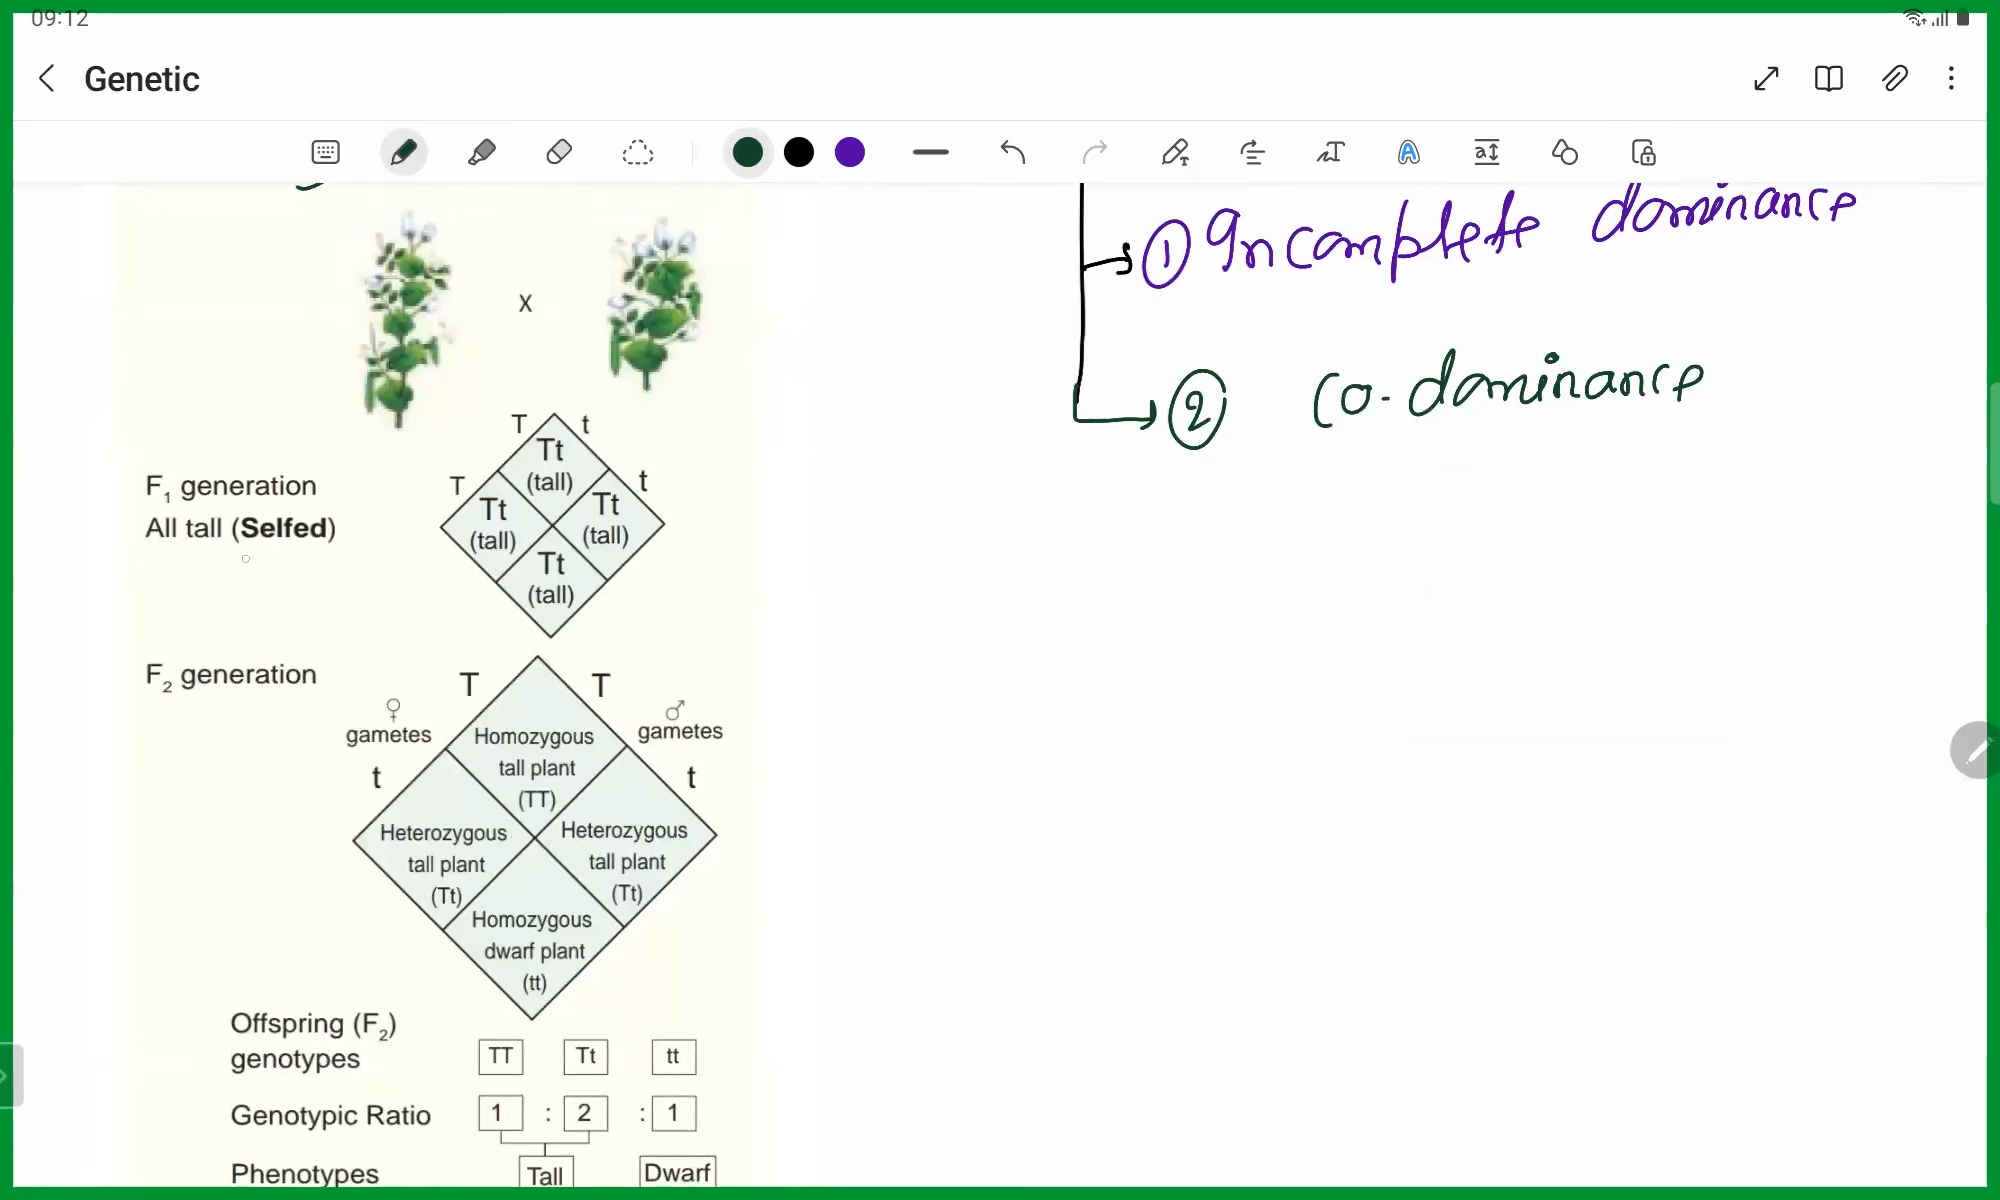 09:12
Genetic
① Incomplete dominance
② co-dominance
X
T t
Tt
(tall)
T t
Tt
(tall)
Tt
(tall)
Tt
(tall)
F₁ generation
All tall (Selfed)
F₂ generation
T T
♀
gametes
♂
gametes
t t
Homozygous
tall plant
(TT)
Heterozygous
tall plant
(Tt)
Heterozygous
tall plant
(Tt)
Homozygous
dwarf plant
(tt)
Offspring (F₂)
genotypes
TT Tt tt
Genotypic Ratio 1 : 2 : 1
Phenotypes Tall Dwarf